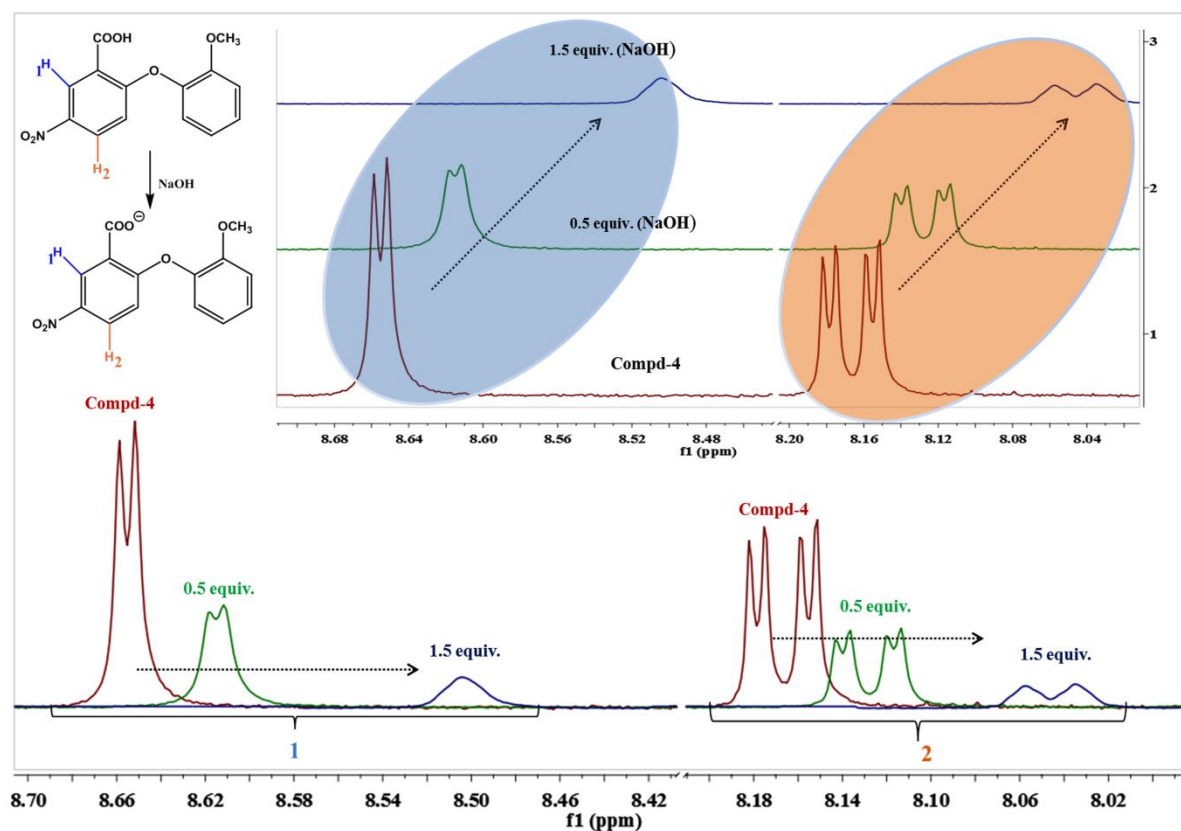 COOH
OCH3
1H
O
O2N
H2
NaOH
COO⊖
OCH3
1H
O
O2N
H2
1.5 equiv. (NaOH)
0.5 equiv. (NaOH)
Compd-4
3
2
1
8.68 8.64 8.60 8.56 8.52 8.48 8.20 8.16 8.12 8.08 8.04
f1 (ppm) f1 (ppm)
Compd-4
0.5 equiv.
1.5 equiv.
Compd-4
0.5 equiv.
1.5 equiv.
1 2
8.70 8.66 8.62 8.58 8.54 8.50 8.46 8.42 8.18 8.14 8.10 8.06 8.02
f1 (ppm)